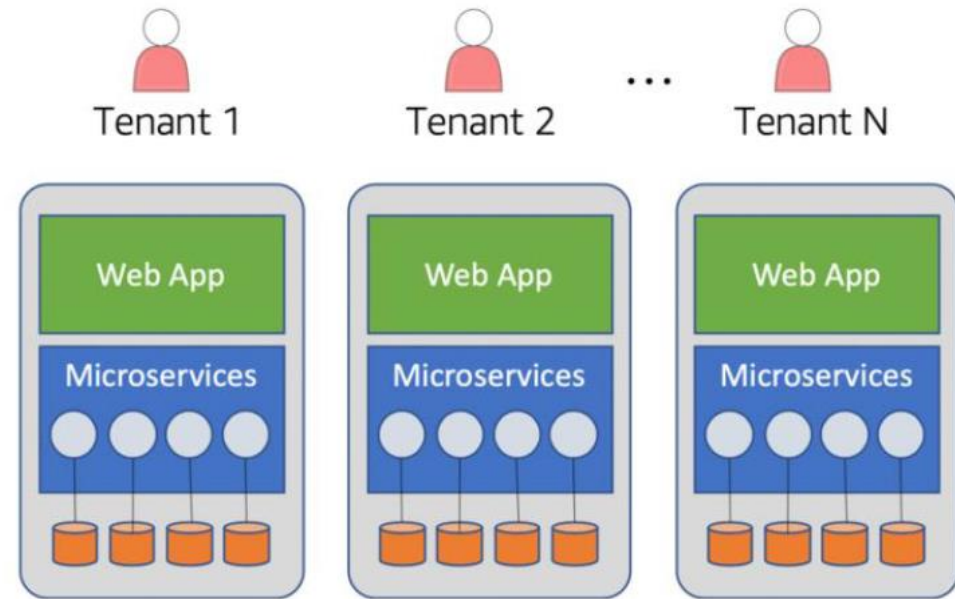 ...
Tenant 1
Tenant 2
Tenant N
Web App
Web App
Web App
Microservices
Microservices
Microservices